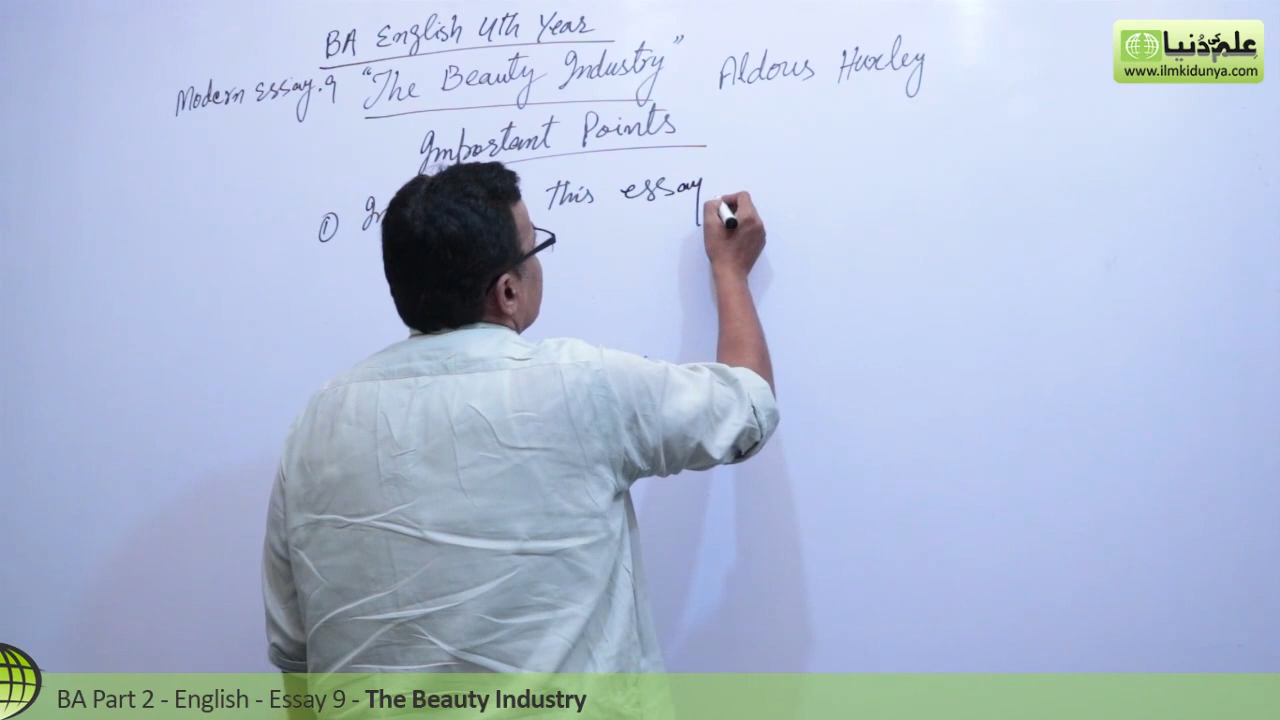 BA English 4th Year
Modern Essay.9 "The Beauty Industry" Aldous Huxley
Important Points
① this essay
علم کی دُنیا
www.ilmkidunya.com
BA Part 2 - English - Essay 9 - The Beauty Industry